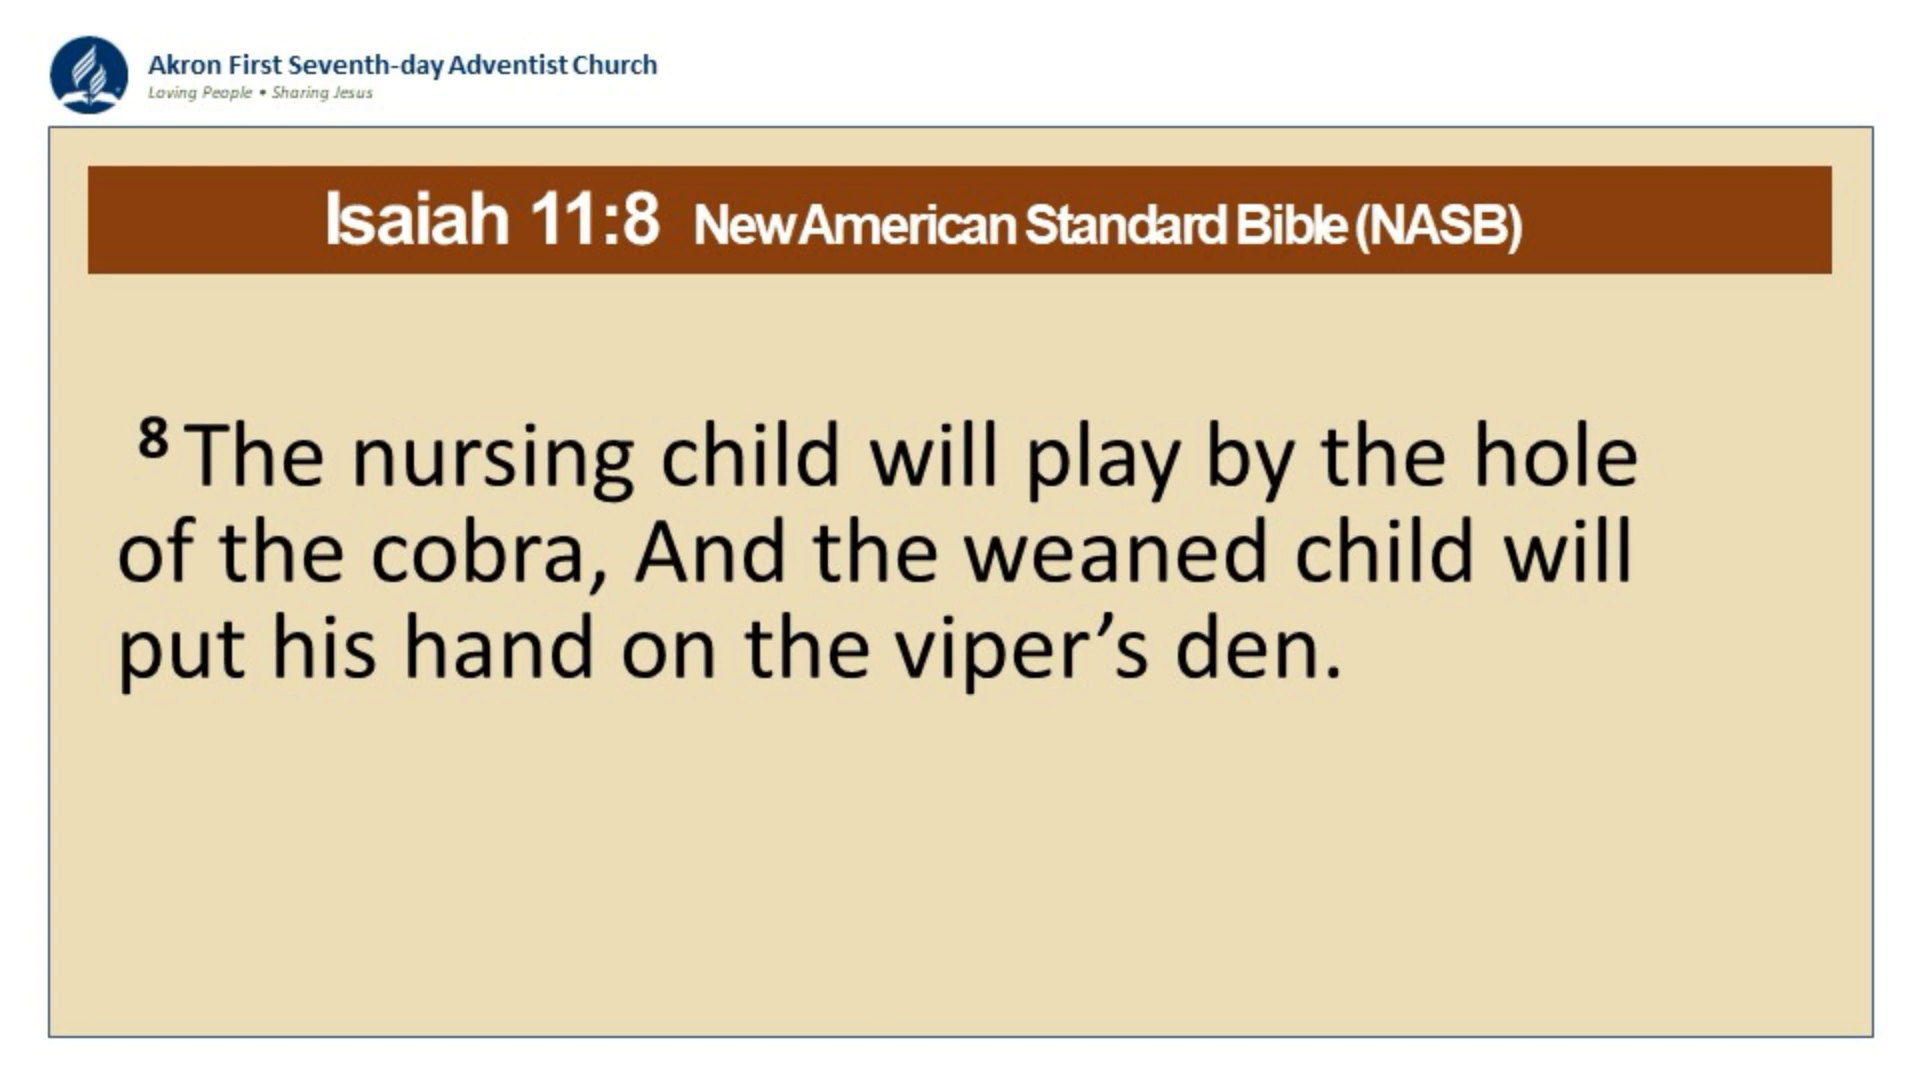 Akron First Seventh-day Adventist Church
Loving People • Sharing Jesus
Isaiah 11:8 New American Standard Bible (NASB)
8 The nursing child will play by the hole
of the cobra, And the weaned child will
put his hand on the viper’s den.